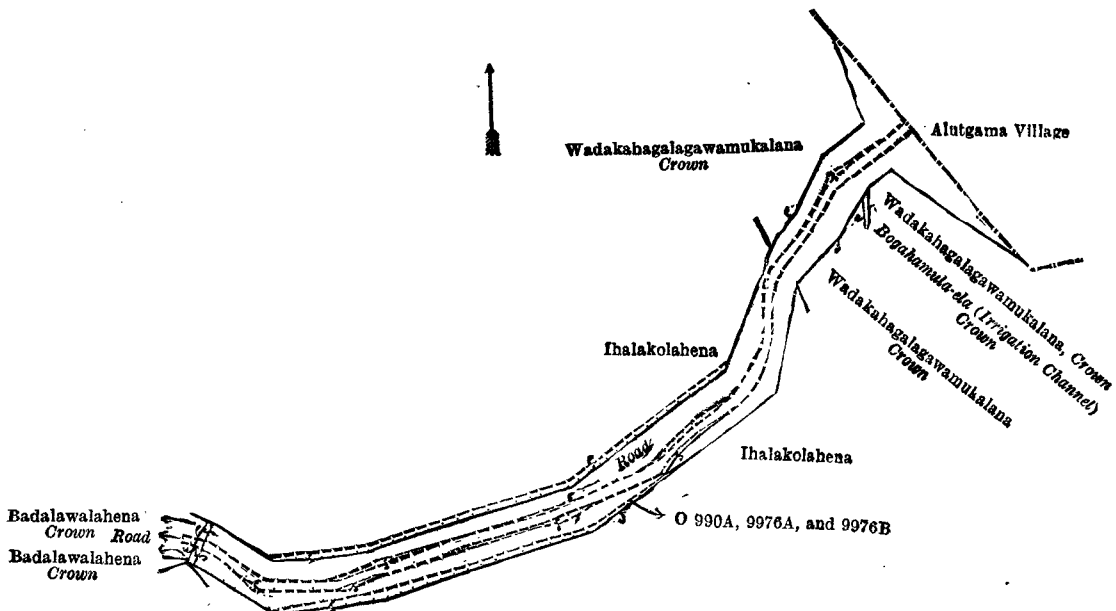 Alutgama Village
Wadakahagalagawamukalana
Crown
Wadakahagalagawamukalana, Crown
Bogahamula-ela (Irrigation Channel)
Crown
Wadakahagalagawamukalana
Crown
Ihalakolahena
Road
Ihalakolahena
O 990A, 9976A, and 9976B
Badalawalahena
Crown Road
Badalawalahena
Crown